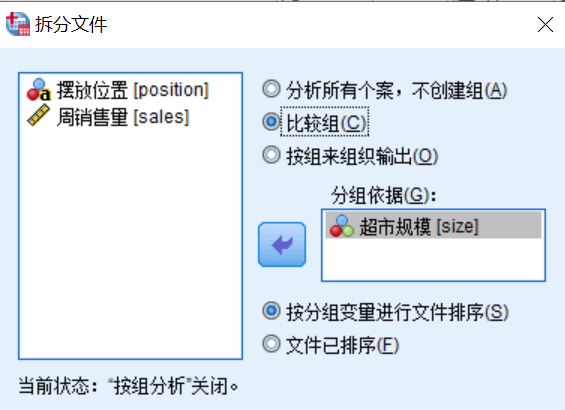 拆分文件
摆放位置 [position]
周销售量 [sales]
分析所有个案，不创建组(A)
比较组(C)
按组来组织输出(O)
分组依据(G)：
超市规模 [size]
按分组变量进行文件排序(S)
文件已排序(F)
当前状态：“按组分析”关闭。